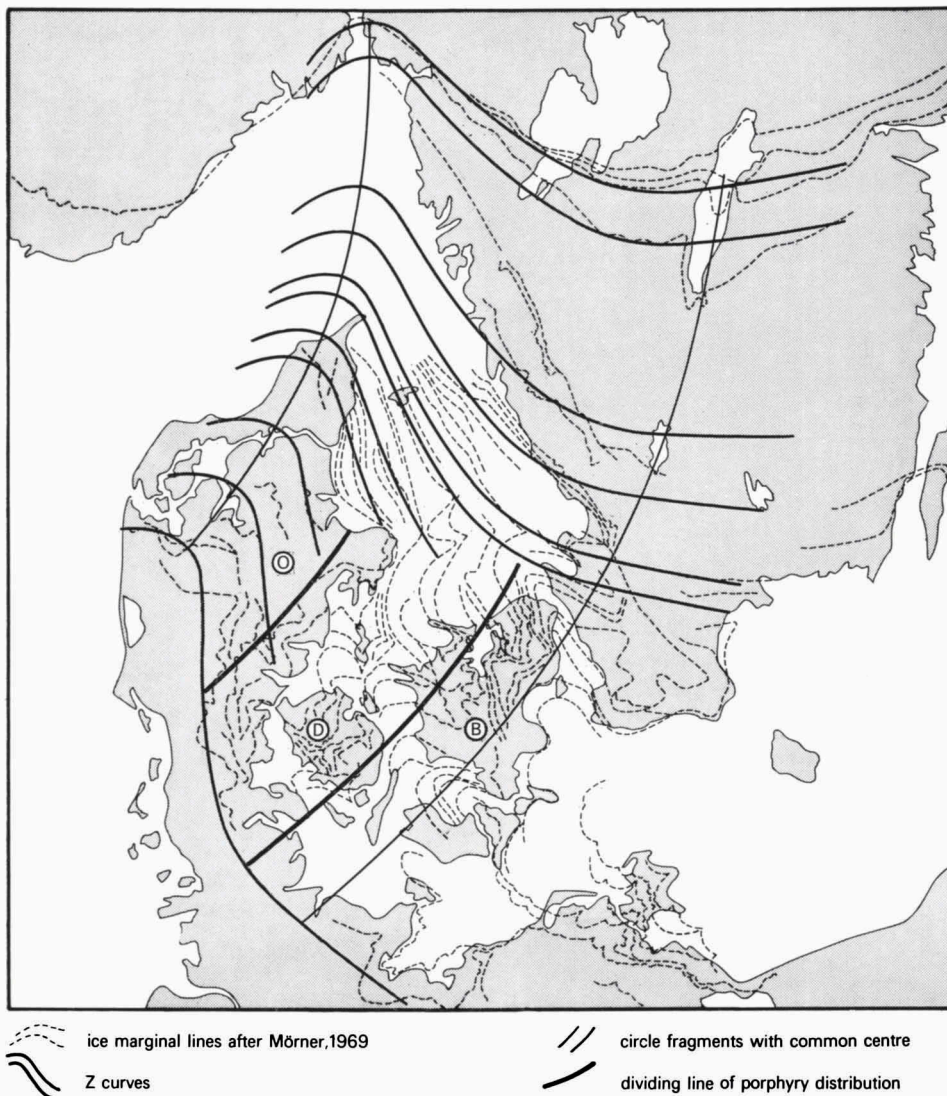 O
D
B
ice marginal lines after Mörner,1969
circle fragments with common centre
Z curves
dividing line of porphyry distribution